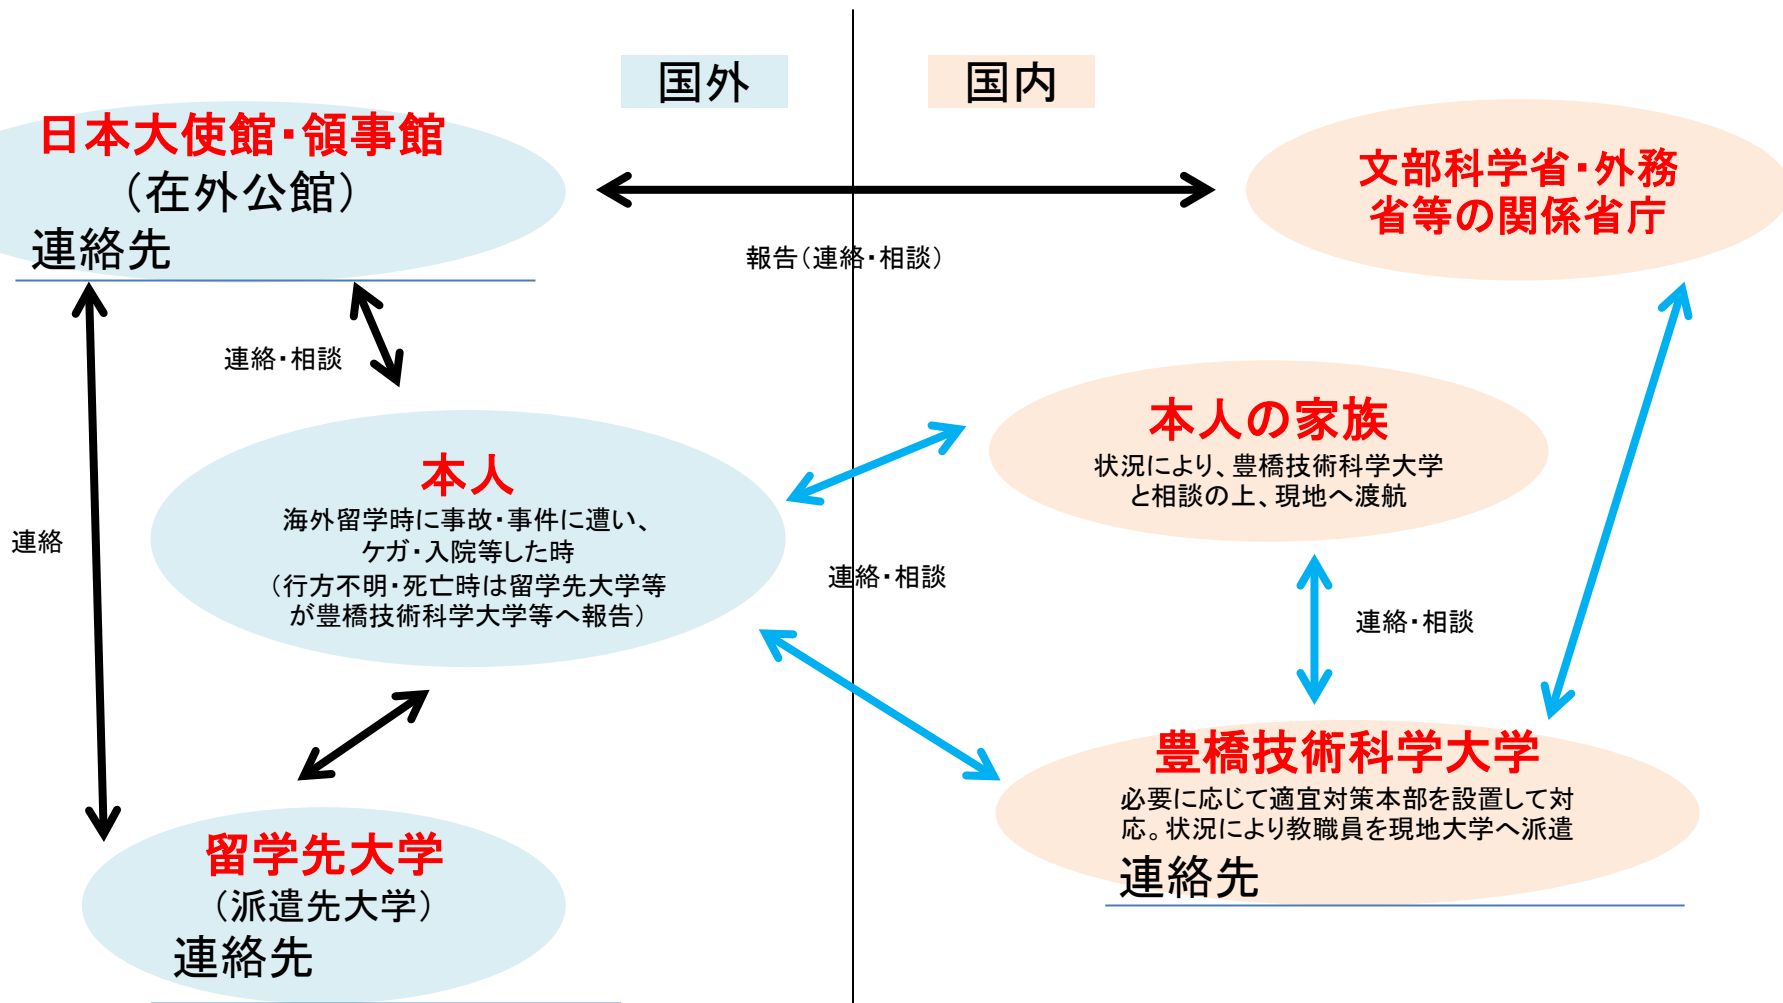 国外
国内
日本大使館・領事館
（在外公館）
連絡先
文部科学省・外務
省等の関係省庁
報告（連絡・相談）
連絡・相談
本人の家族
状況により、豊橋技術科学大学
と相談の上、現地へ渡航
本人
海外留学時に事故・事件に遭い、
ケガ・入院等した時
（行方不明・死亡時は留学先大学等
が豊橋技術科学大学等へ報告）
連絡
連絡・相談
連絡・相談
豊橋技術科学大学
必要に応じて適宜対策本部を設置して対
応。状況により教職員を現地大学へ派遣
連絡先
留学先大学
（派遣先大学）
連絡先